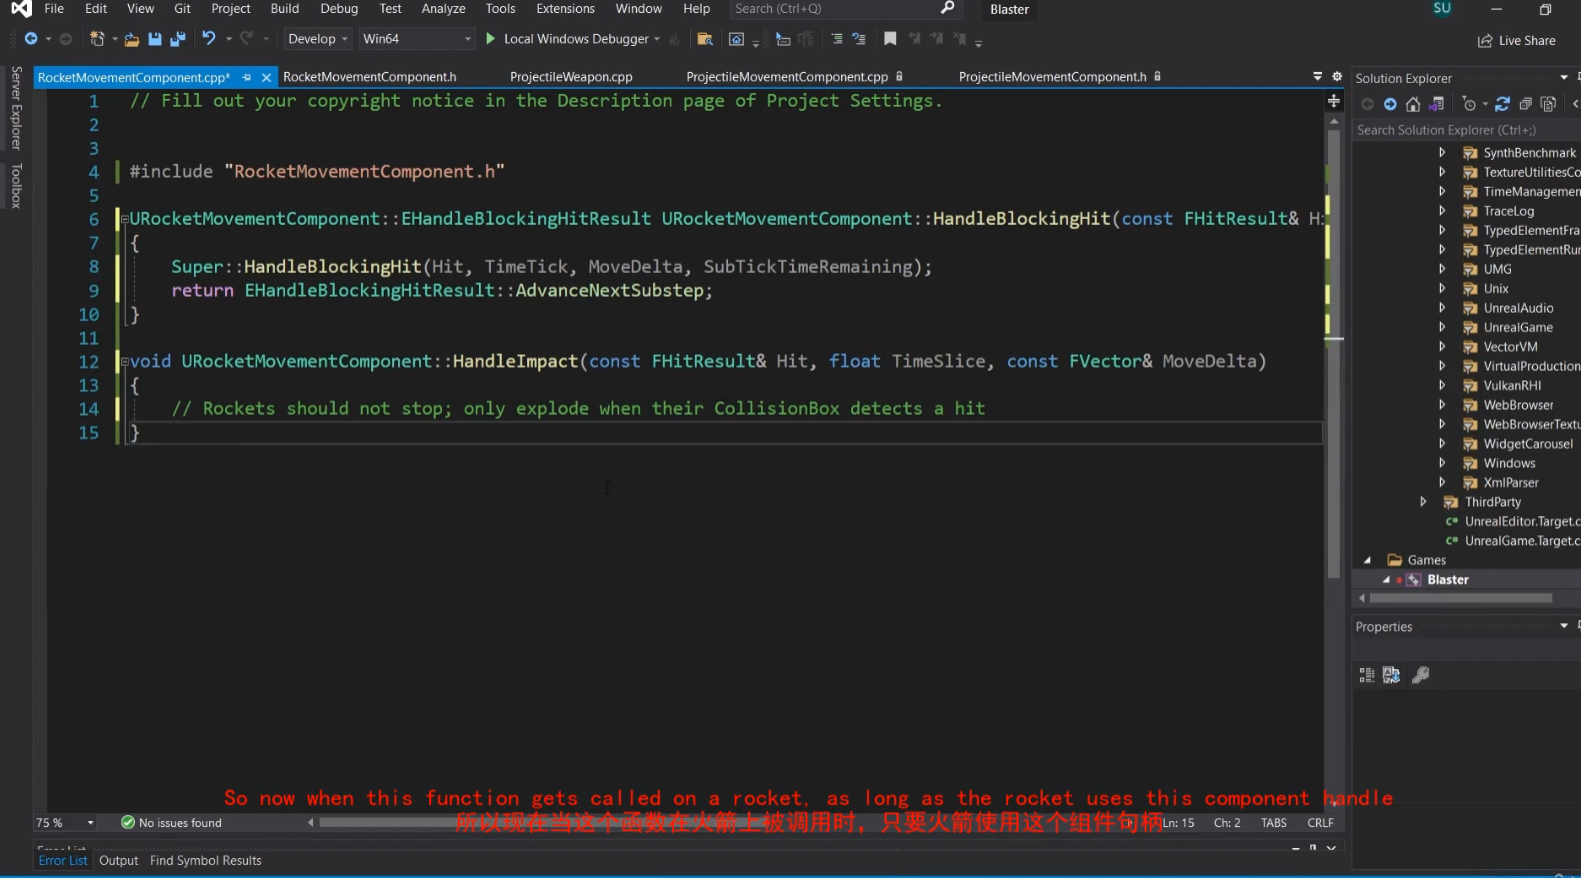 File Edit View Git Project Build Debug Test Analyze Tools Extensions Window Help Search (Ctrl+Q) Blaster SU
Develop Win64 Local Windows Debugger Live Share
Server Explorer
Toolbox
RocketMovementComponent.cpp* RocketMovementComponent.h ProjectileWeapon.cpp ProjectileMovementComponent.cpp ProjectileMovementComponent.h
1 // Fill out your copyright notice in the Description page of Project Settings.
2
3
4 #include "RocketMovementComponent.h"
5
6 URocketMovementComponent::EHandleBlockingHitResult URocketMovementComponent::HandleBlockingHit(const FHitResult& Hi
7 {
8 Super::HandleBlockingHit(Hit, TimeTick, MoveDelta, SubTickTimeRemaining);
9 return EHandleBlockingHitResult::AdvanceNextSubstep;
10 }
11
12 void URocketMovementComponent::HandleImpact(const FHitResult& Hit, float TimeSlice, const FVector& MoveDelta)
13 {
14 // Rockets should not stop; only explode when their CollisionBox detects a hit
15 }
Solution Explorer
Search Solution Explorer (Ctrl+;)
SynthBenchmark
TextureUtilitiesCo
TimeManagemen
TraceLog
TypedElementFra
TypedElementRun
UMG
Unix
UnrealAudio
UnrealGame
VectorVM
VirtualProduction
VulkanRHI
WebBrowser
WebBrowserTextu
WidgetCarousel
Windows
XmlParser
ThirdParty
UnrealEditor.Target.c
UnrealGame.Target.c
Games
Blaster
Properties
So now when this function gets called on a rocket, as long as the rocket uses this component handle
所以现在当这个函数在火箭上被调用时，只要火箭使用这个组件句柄
75 % No issues found Ln: 15 Ch: 2 TABS CRLF
Error List
Error List Output Find Symbol Results